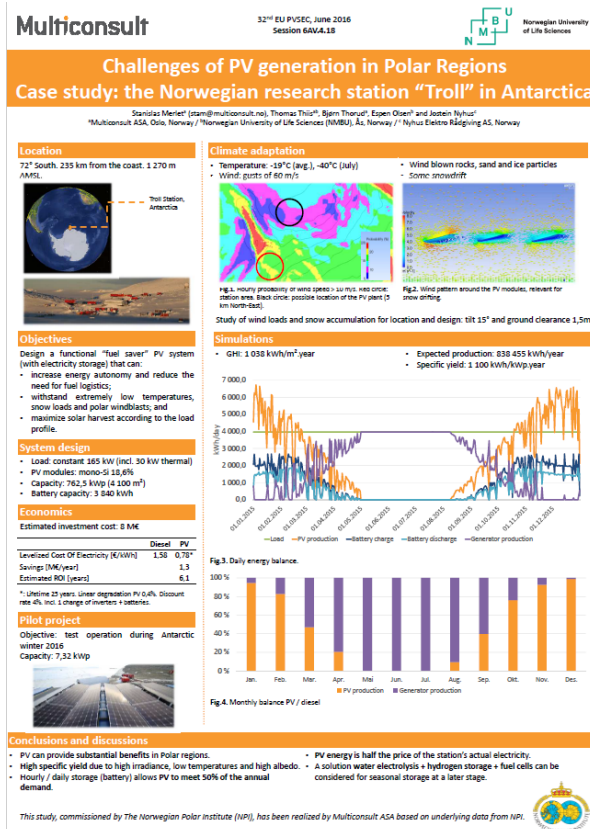 Multiconsult
32nd EU PVSEC, June 2016
Session 6AV.4.18
N M B U
Norwegian University
of Life Sciences
Challenges of PV generation in Polar Regions
Case study: the Norwegian research station “Troll” in Antarctica
Stanislas Merletᵃ (stam@multiconsult.no), Thomas Thiisᵃᵇ, Bjørn Thorudᵃ, Espen Olsenᵇ and Jostein Nyhusᶜ
ᵃMulticonsult ASA, Oslo, Norway / ᵇNorwegian University of Life Sciences (NMBU), Ås, Norway / ᶜ Nyhus Elektro Rådgiving AS, Norway
Location
72° South. 235 km from the coast. 1 270 m
AMSL.
Troll Station,
Antarctica
Objectives
Design a functional “fuel saver” PV system
(with electricity storage) that can:
• increase energy autonomy and reduce the
need for fuel logistics;
• withstand extremely low temperatures,
snow loads and polar windblasts; and
• maximize solar harvest according to the load
profile.
System design
• Load: constant 165 kW (incl. 30 kW thermal)
• PV modules: mono-Si 18,6%
• Capacity: 762,5 kWp (4 100 m²)
• Battery capacity: 3 840 kWh
Economics
Estimated investment cost: 8 M€
Diesel PV
Levelized Cost Of Electricity [€/kWh] 1,58 0,78*
Savings [M€/year] 1,3
Estimated ROI [years] 6,1
*: Lifetime 25 years. Linear degradation PV 0,4%. Discount
rate 4%. Incl. 1 change of inverters + batteries.
Pilot project
Objective: test operation during Antarctic
winter 2016
Capacity: 7,32 kWp
Climate adaptation
• Temperature: -19°C (avg.), -40°C (July)
• Wind: gusts of 60 m/s
• Wind blown rocks, sand and ice particles
• Some snowdrift
Fig.1. Hourly probability of wind speed > 10 m/s. Red circle:
station area. Black circle: possible location of the PV plant (5
km North-East).
Fig.2. Wind pattern around the PV modules, relevant for
snow drifting.
Study of wind loads and snow accumulation for location and design: tilt 15° and ground clearance 1,5m
Simulations
• GHI: 1 038 kWh/m².year
• Expected production: 838 455 kWh/year
• Specific yield: 1 100 kWh/kWp.year
kWh/day
7 000,0
6 000,0
5 000,0
4 000,0
3 000,0
2 000,0
1 000,0
0,0
01.01.2015 01.02.2015 01.03.2015 01.04.2015 01.05.2015 01.06.2015 01.07.2015 01.08.2015 01.09.2015 01.10.2015 01.11.2015 01.12.2015
Load PV production Battery charge Battery discharge Generator production
Fig.3. Daily energy balance.
100 %
80 %
60 %
40 %
20 %
0 %
Jan. Feb. Mar. Apr. Mai Jun. Jul. Aug. Sep. Okt. Nov. Des.
PV production Generator production
Fig.4. Monthly balance PV / diesel
Conclusions and discussions
• PV can provide substantial benefits in Polar regions.
• High specific yield due to high irradiance, low temperatures and high albedo.
• Hourly / daily storage (battery) allows PV to meet 50% of the annual
demand.
• PV energy is half the price of the station’s actual electricity.
• A solution water electrolysis + hydrogen storage + fuel cells can be
considered for seasonal storage at a later stage.
This study, commissioned by The Norwegian Polar Institute (NPI), has been realized by Multiconsult ASA based on underlying data from NPI.